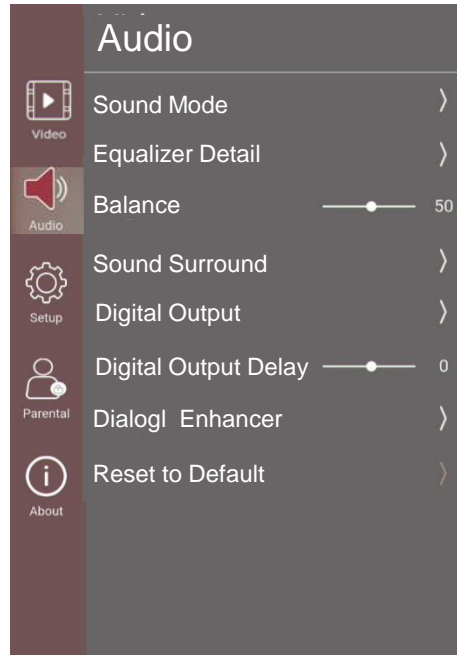 Audio
Sound Mode
Video
Equalizer Detail
Balance 50
Audio
Sound Surround
Setup
Digital Output
Digital Output Delay 0
Parental
Dialogl Enhancer
Reset to Default
About